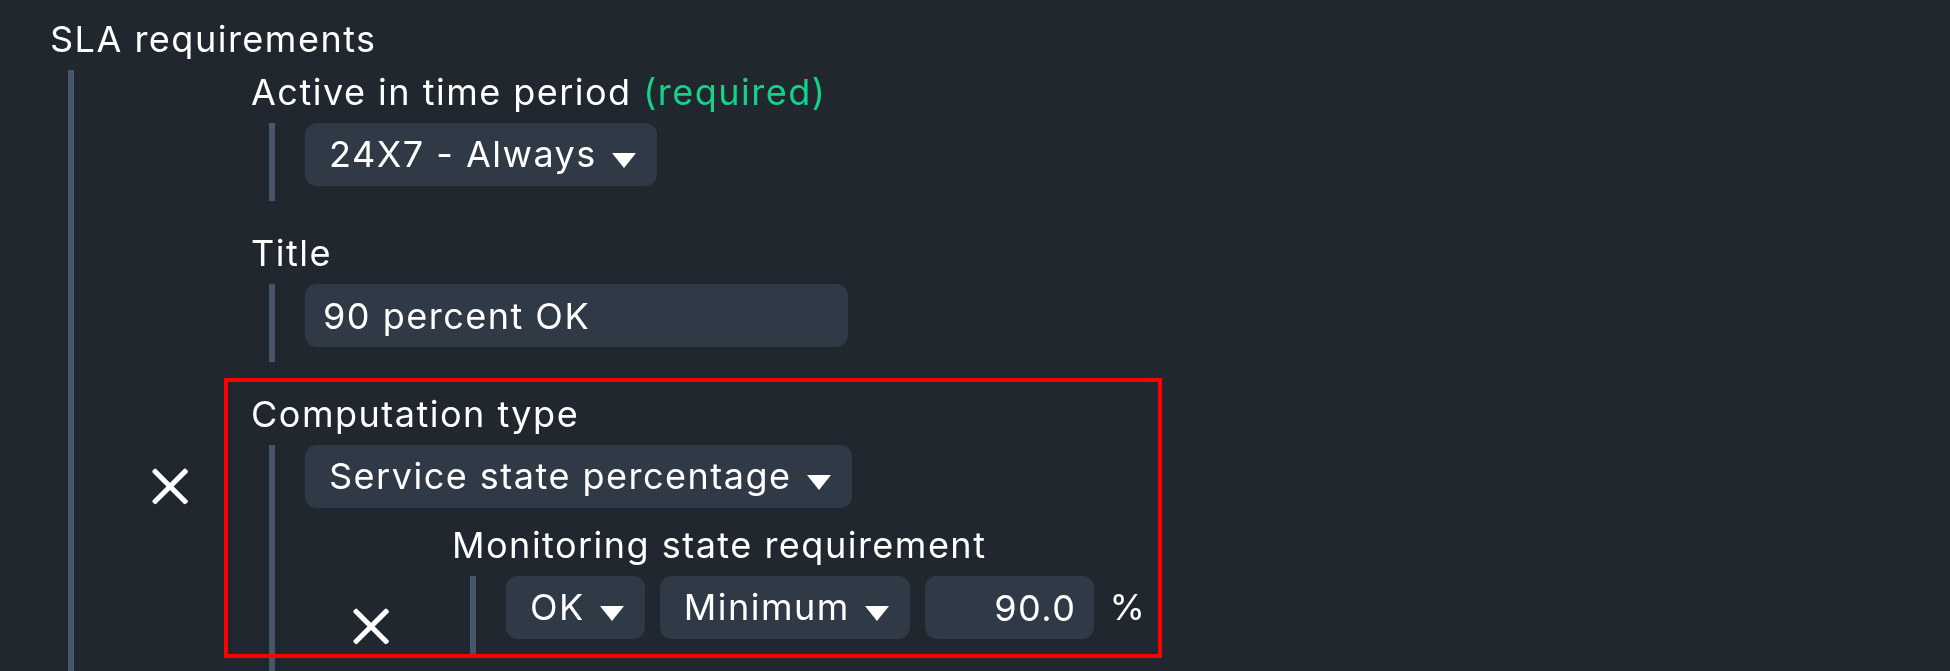 SLA requirements
Active in time period (required)
24X7 - Always
Title
90 percent OK
Computation type
Service state percentage
Monitoring state requirement
OK Minimum 90.0 %